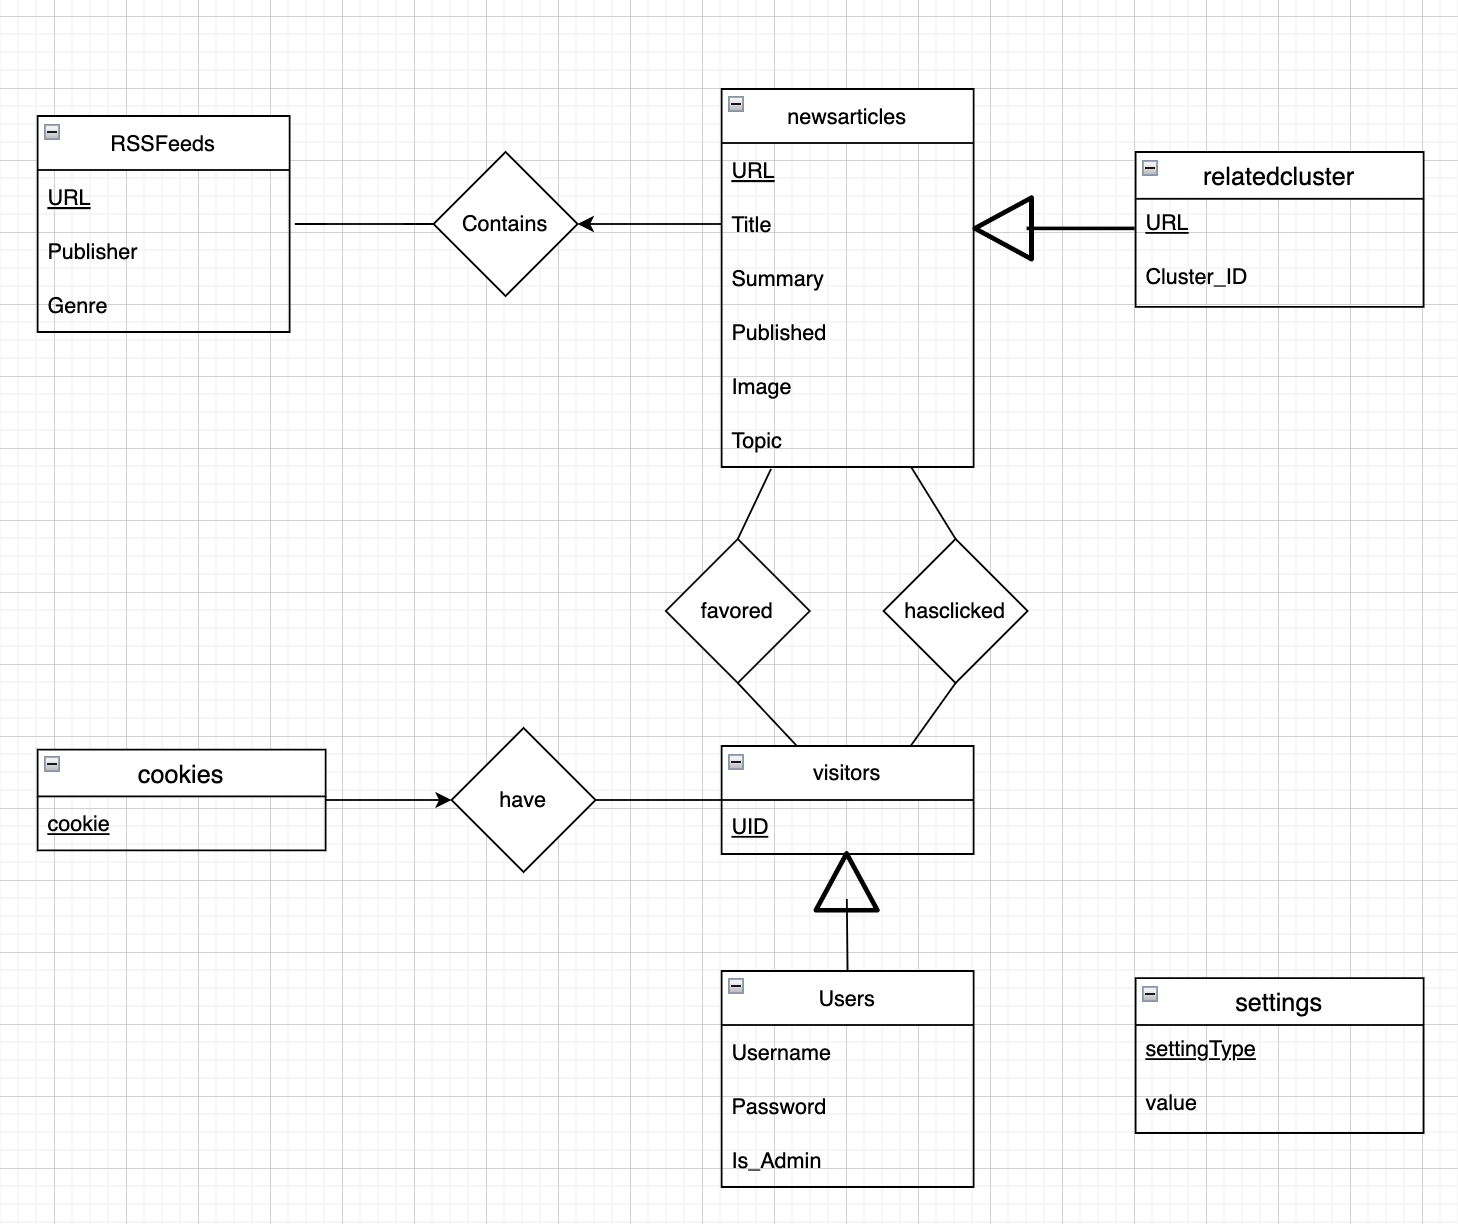 RSSFeeds
URL
Publisher
Genre
Contains
newsarticles
URL
Title
Summary
Published
Image
Topic
relatedcluster
URL
Cluster_ID
favored
hasclicked
cookies
cookie
have
visitors
UID
Users
Username
Password
Is_Admin
settings
settingType
value